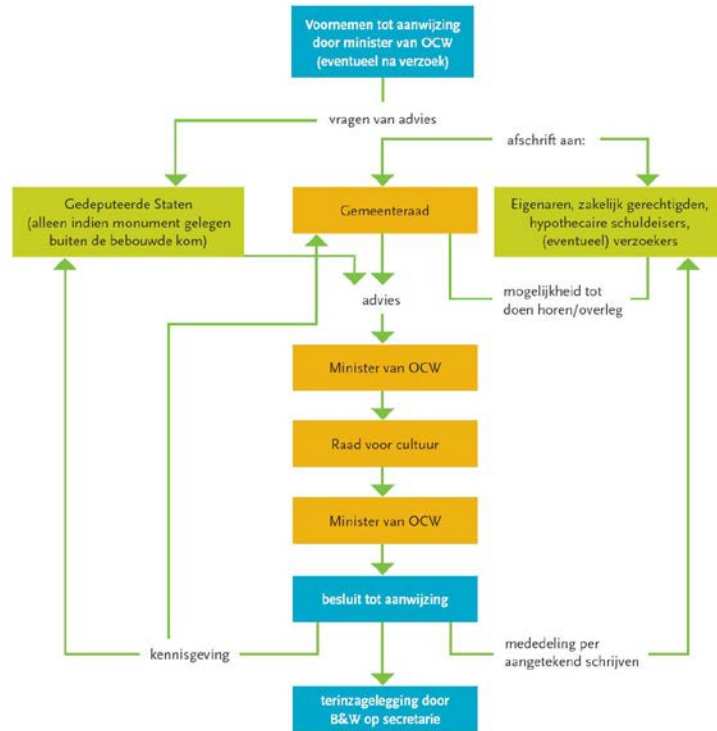 Voornemen tot aanwijzing
door minister van OCW
(eventueel na verzoek)
vragen van advies
afschrift aan:
Gedeputeerde Staten
(alleen indien monument gelegen
buiten de bebouwde kom)
Gemeenteraad
Eigenaren, zakelijk gerechtigden,
hypothecaire schuldeisers,
(eventueel) verzoekers
advies
mogelijkheid tot
doen horen/overleg
Minister van OCW
Raad voor cultuur
Minister van OCW
besluit tot aanwijzing
kennisgeving
mededeling per
aangetekend schrijven
terinzagelegging door
B&W op secretarie